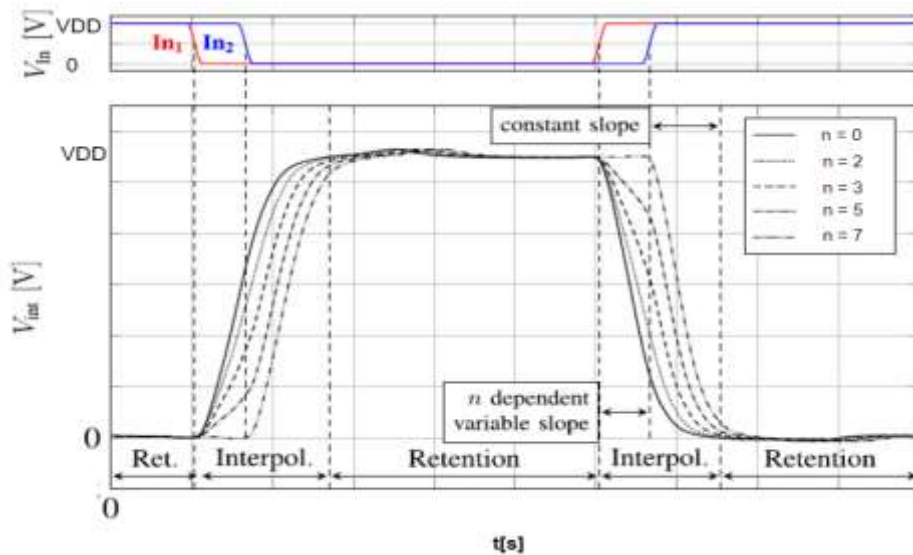 VDD
V_in [V]
In1 In2
0
constant slope
n = 0
n = 2
n = 3
n = 5
n = 7
VDD
V_int [V]
n dependent
variable slope
0
Ret. Interpol. Retention Interpol. Retention
0
t[s]